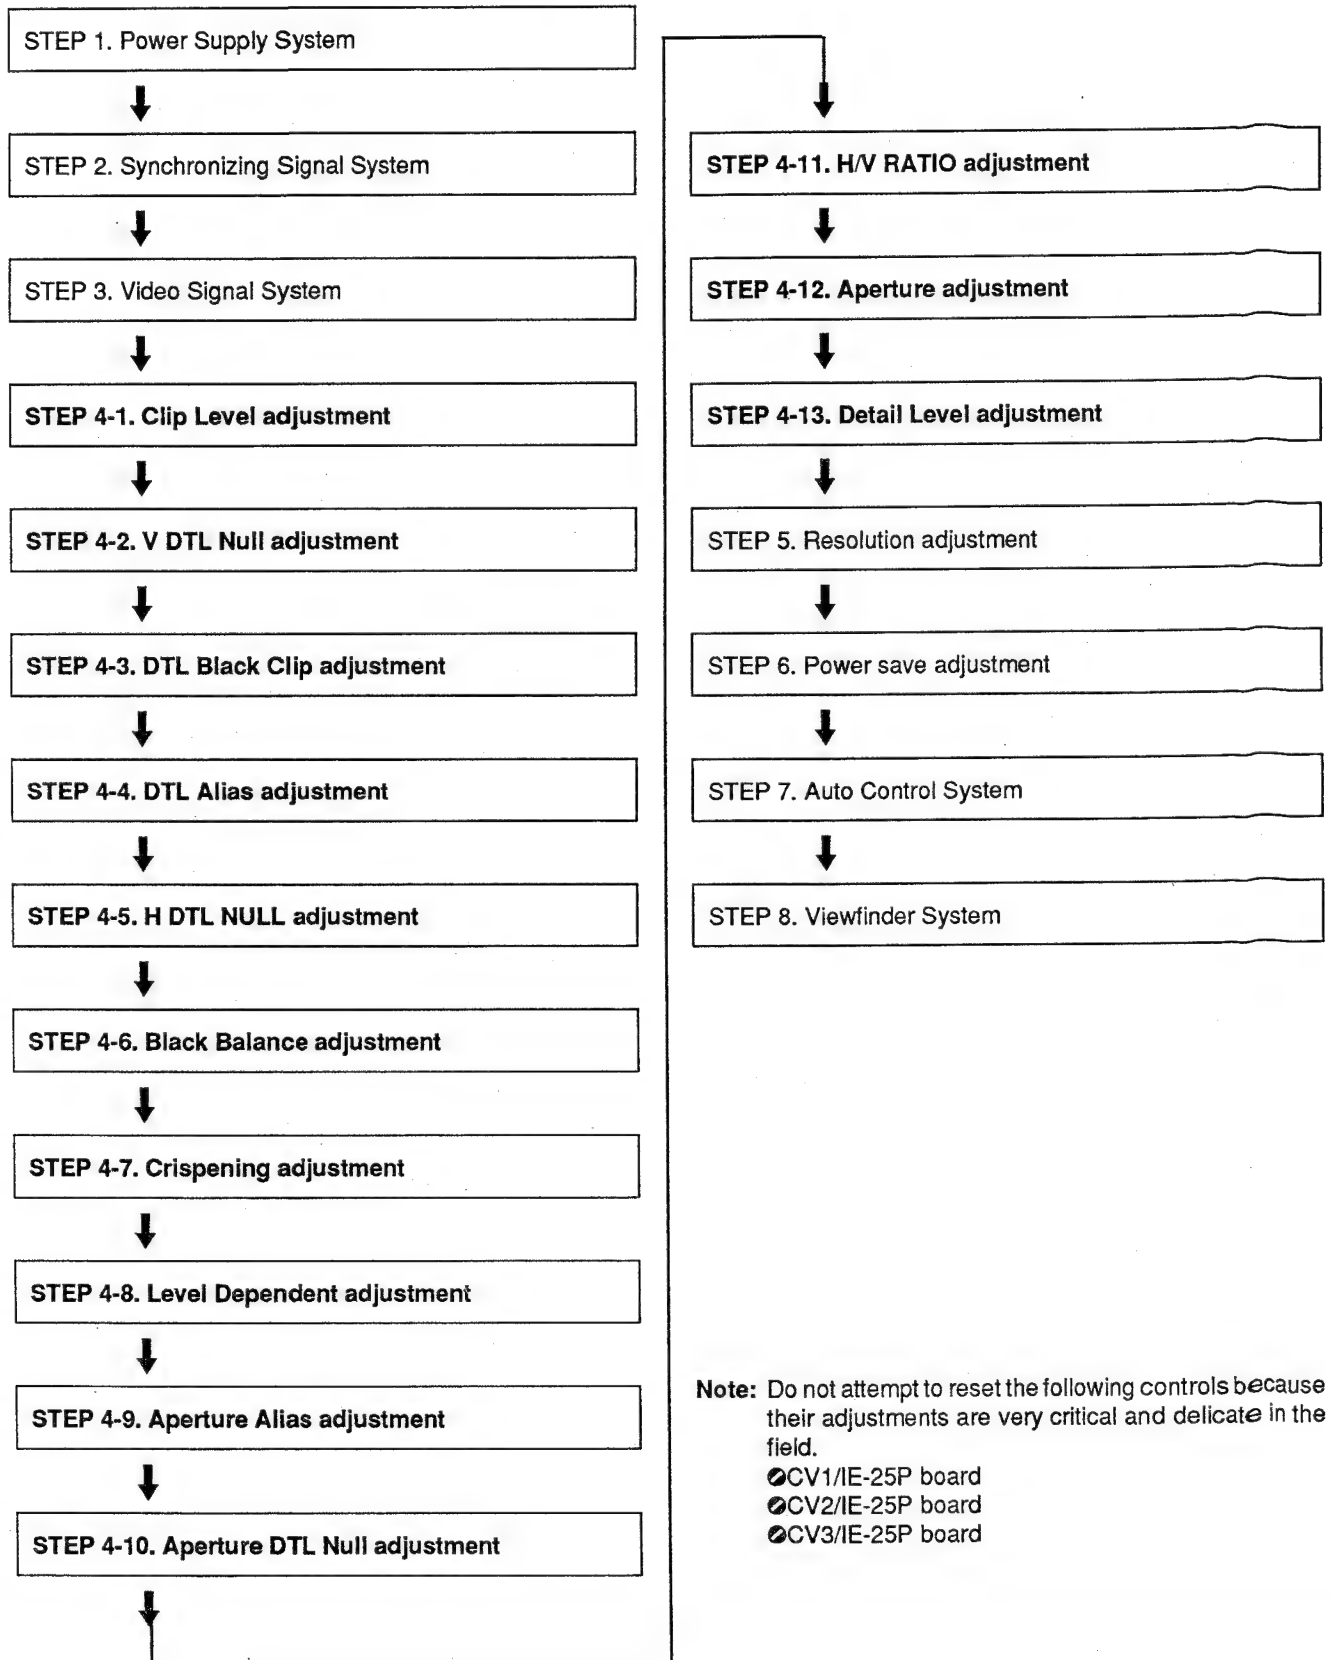 STEP 1. Power Supply System
STEP 2. Synchronizing Signal System
STEP 3. Video Signal System
STEP 4-1. Clip Level adjustment
STEP 4-2. V DTL Null adjustment
STEP 4-3. DTL Black Clip adjustment
STEP 4-4. DTL Alias adjustment
STEP 4-5. H DTL NULL adjustment
STEP 4-6. Black Balance adjustment
STEP 4-7. Crispening adjustment
STEP 4-8. Level Dependent adjustment
STEP 4-9. Aperture Alias adjustment
STEP 4-10. Aperture DTL Null adjustment
STEP 4-11. H/V RATIO adjustment
STEP 4-12. Aperture adjustment
STEP 4-13. Detail Level adjustment
STEP 5. Resolution adjustment
STEP 6. Power save adjustment
STEP 7. Auto Control System
STEP 8. Viewfinder System
Note: Do not attempt to reset the following controls because
their adjustments are very critical and delicate in the
field.
CV1/IE-25P board
CV2/IE-25P board
CV3/IE-25P board